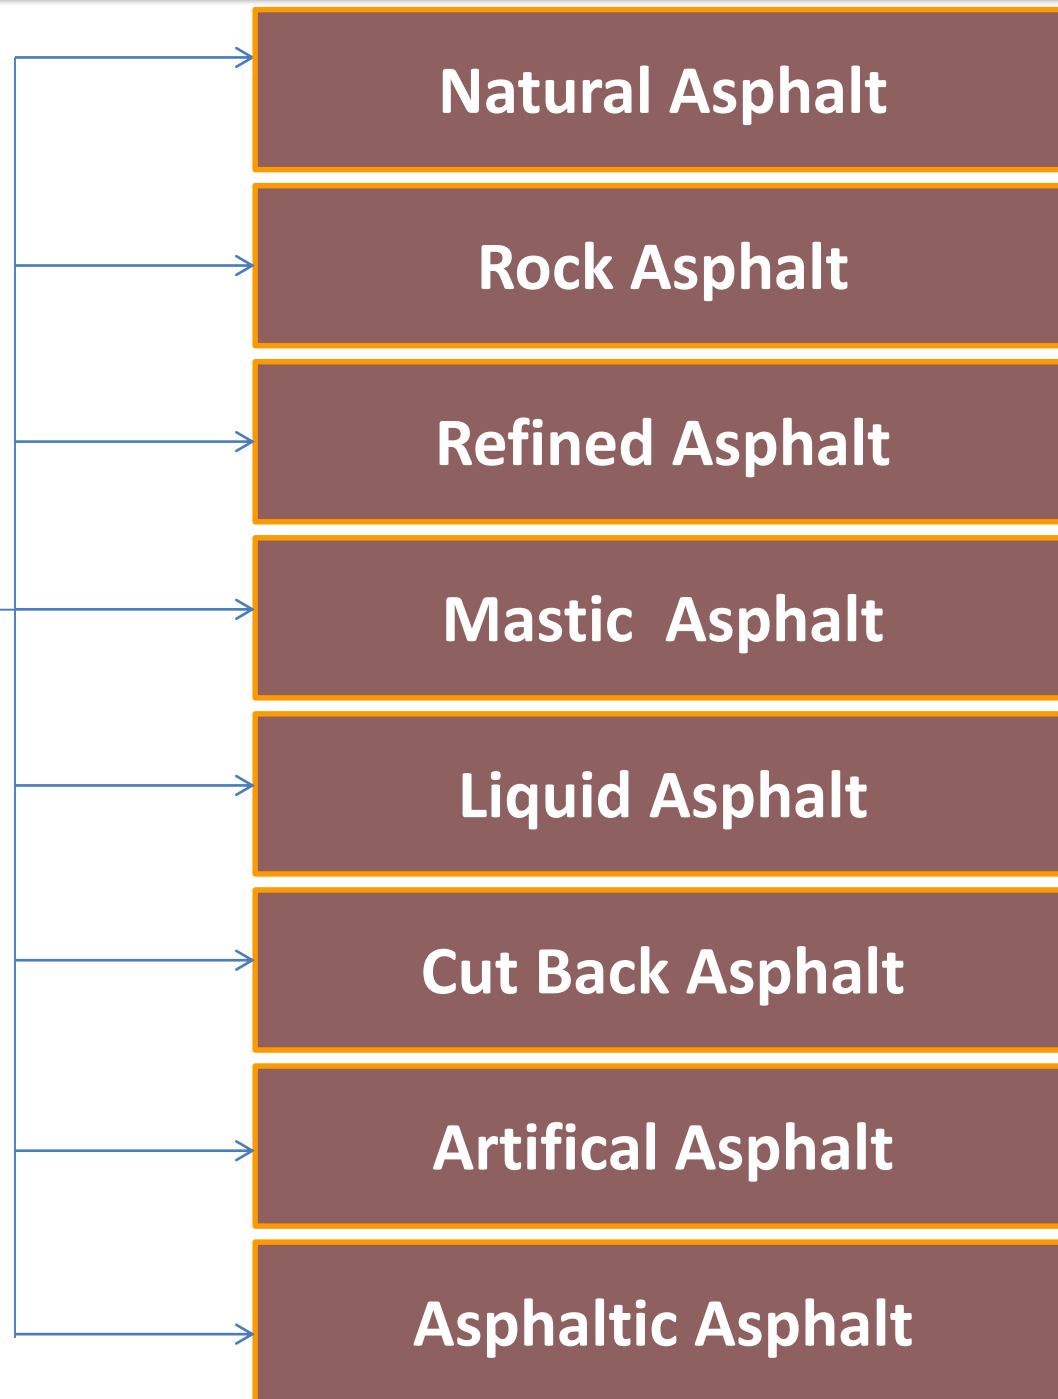 Natural Asphalt
Rock Asphalt
Refined Asphalt
Mastic  Asphalt
Liquid Asphalt
Cut Back Asphalt
Artifical Asphalt
Asphaltic Asphalt